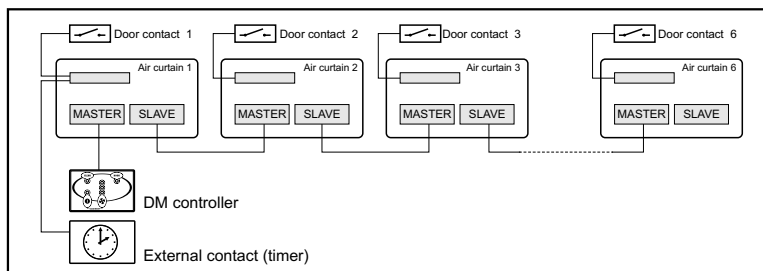 Door contact 1
Door contact 2
Door contact 3
Door contact 6
Air curtain 1
Air curtain 2
Air curtain 3
Air curtain 6
MASTER SLAVE
MASTER SLAVE
MASTER SLAVE
MASTER SLAVE
DM controller
External contact (timer)